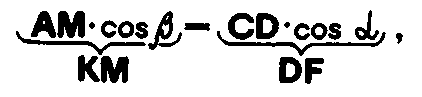 AM·cos β − CD·cos α,
KM DF